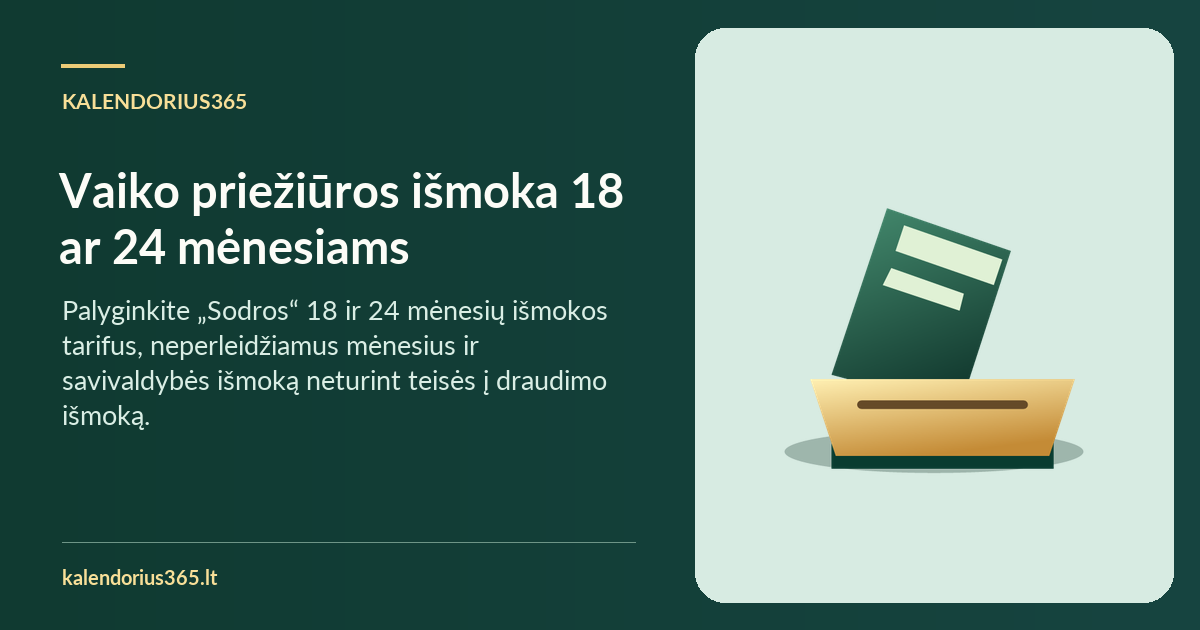 KALENDORIUS365
Vaiko priežiūros išmoka 18
ar 24 mėnesiams
Palyginkite „Sodros“ 18 ir 24 mėnesių išmokos
tarifus, neperleidžiamus mėnesius ir
savivaldybės išmoką neturint teisės į draudimo
išmoką.
kalendorius365.lt